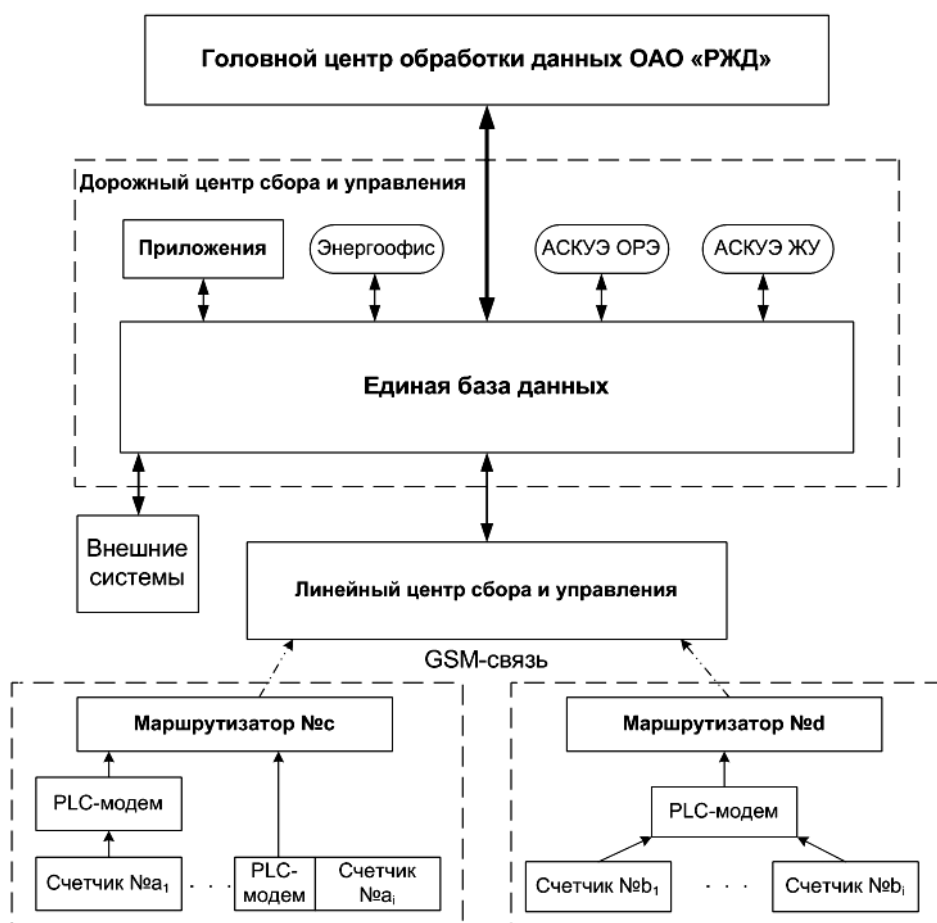 Головной центр обработки данных ОАО «РЖД»
Дорожный центр сбора и управления
Приложения
Энергоофис
АСКУЭ ОРЭ
АСКУЭ ЖУ
Единая база данных
Внешние
системы
Линейный центр сбора и управления
GSM-связь
Маршрутизатор №c
PLC-модем
Счетчик №a₁
. . .
PLC-
модем
Счетчик
№aᵢ
Маршрутизатор №d
PLC-модем
Счетчик №b₁
. . .
Счетчик №bᵢ